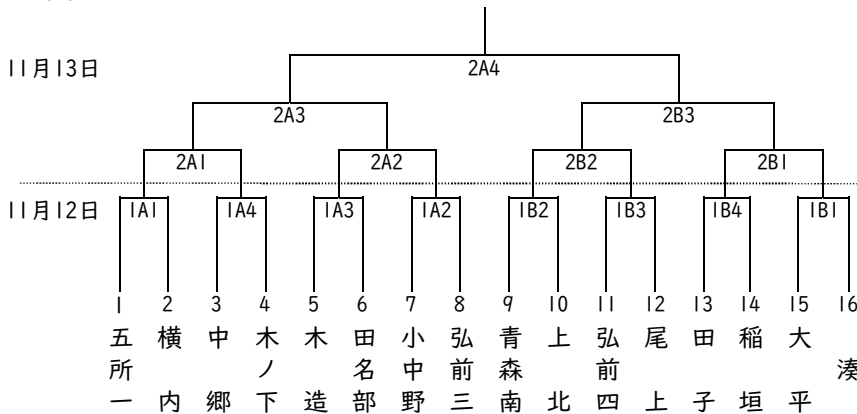 11月13日
2A4
2A3 2B3
2A1 2A2 2B2 2B1
11月12日
1A1 1A4 1A3 1A2 1B2 1B3 1B4 1B1
1 2 3 4 5 6 7 8 9 10 11 12 13 14 15 16
五所一
横内
中郷
木ノ下
木造
田名部
小中野
弘前三
青森南
上北
弘前四
尾上
田子
稲垣
大平
湊